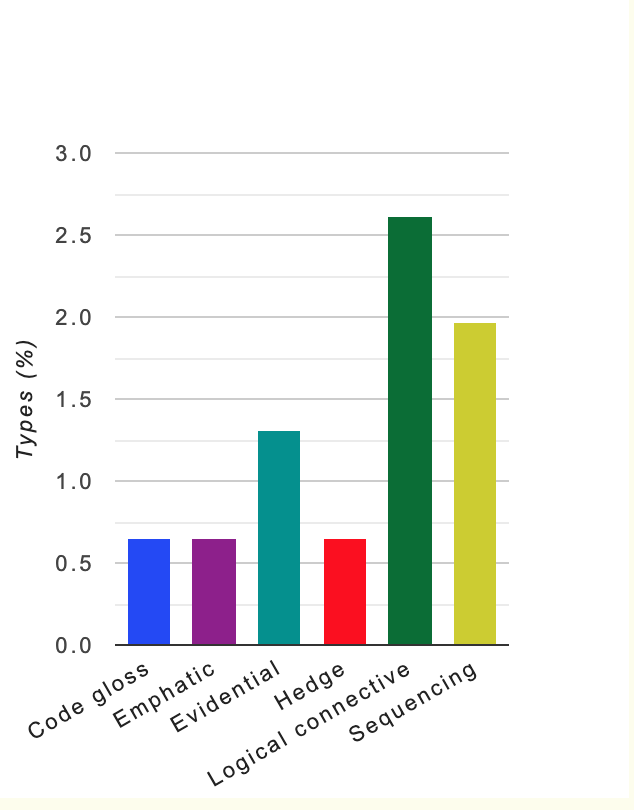 3.0
2.5
2.0
1.5
1.0
0.5
0.0
Types (%)
Code gloss
Emphatic
Evidential
Hedge
Logical connective
Sequencing